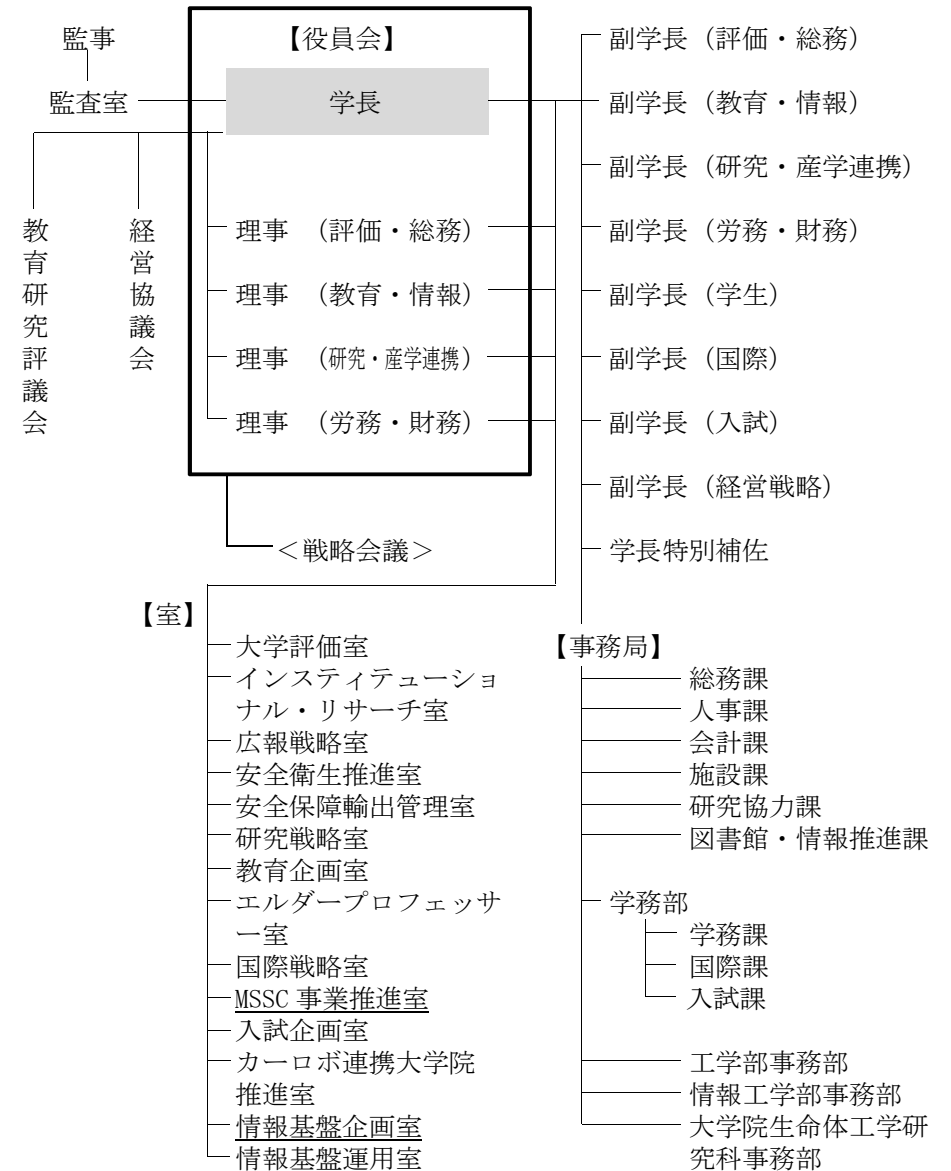 監事
監査室
教育研究評議会
経営協議会
【役員会】
学長
理事 （評価・総務）
理事 （教育・情報）
理事 （研究・産学連携）
理事 （労務・財務）
＜戦略会議＞
副学長（評価・総務）
副学長（教育・情報）
副学長（研究・産学連携）
副学長（労務・財務）
副学長（学生）
副学長（国際）
副学長（入試）
副学長（経営戦略）
学長特別補佐
【室】
大学評価室
インスティテューショ
ナル・リサーチ室
広報戦略室
安全衛生推進室
安全保障輸出管理室
研究戦略室
教育企画室
エルダープロフェッサ
ー室
国際戦略室
MSSC 事業推進室
入試企画室
カーロボ連携大学院
推進室
情報基盤企画室
情報基盤運用室
【事務局】
総務課
人事課
会計課
施設課
研究協力課
図書館・情報推進課
学務部
学務課
国際課
入試課
工学部事務部
情報工学部事務部
大学院生命体工学研
究科事務部